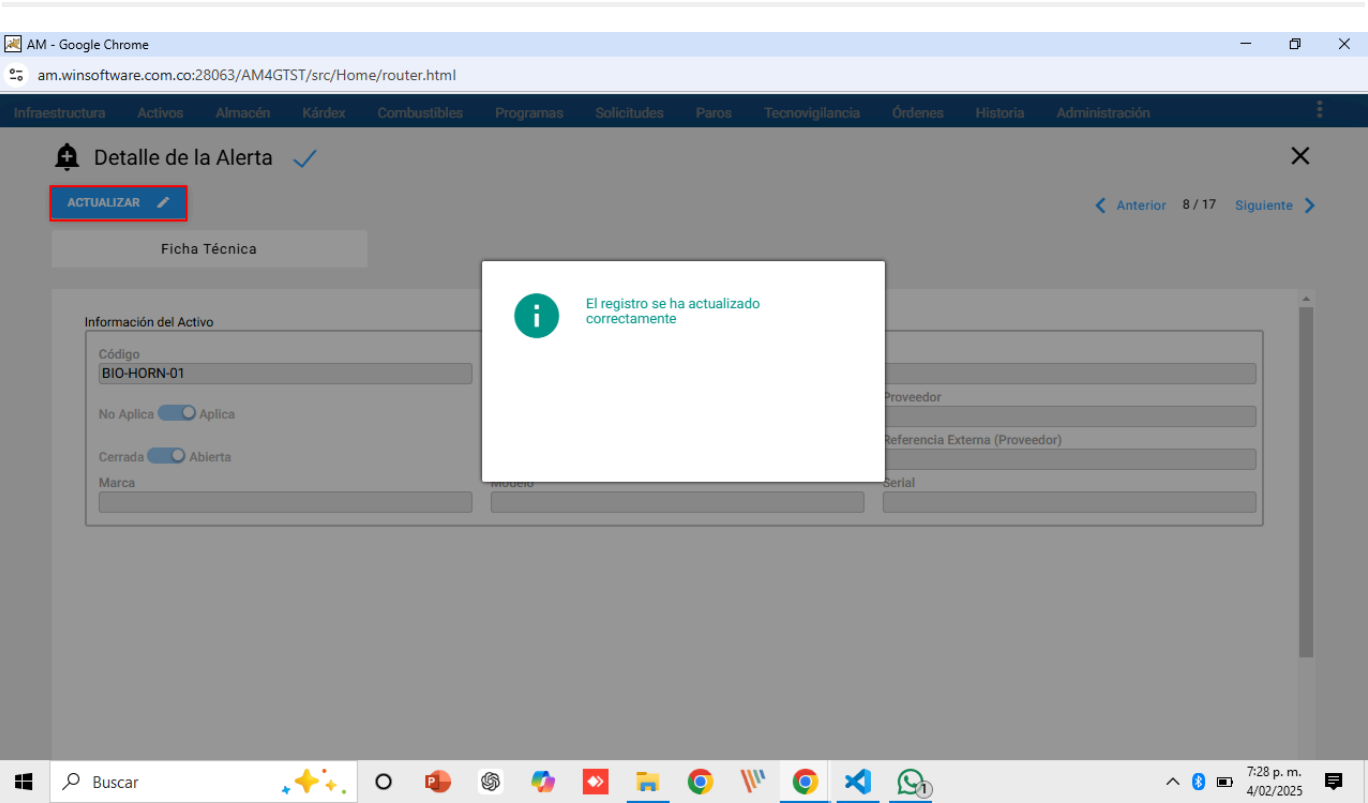 AM - Google Chrome
am.winsoftware.com.co:28063/AM4GTST/src/Home/router.html
Infraestructura Activos Almacén Kárdex Combustibles Programas Solicitudes Paros Tecnovigilancia Órdenes Historia Administración
Detalle de la Alerta
ACTUALIZAR
Anterior 8 / 17 Siguiente
Ficha Técnica
El registro se ha actualizado
correctamente
Información del Activo
Código
BIO-HORN-01
Proveedor
No Aplica Aplica
Referencia Externa (Proveedor)
Cerrada Abierta
Marca Modelo Serial
Buscar
1
7:28 p. m.
4/02/2025